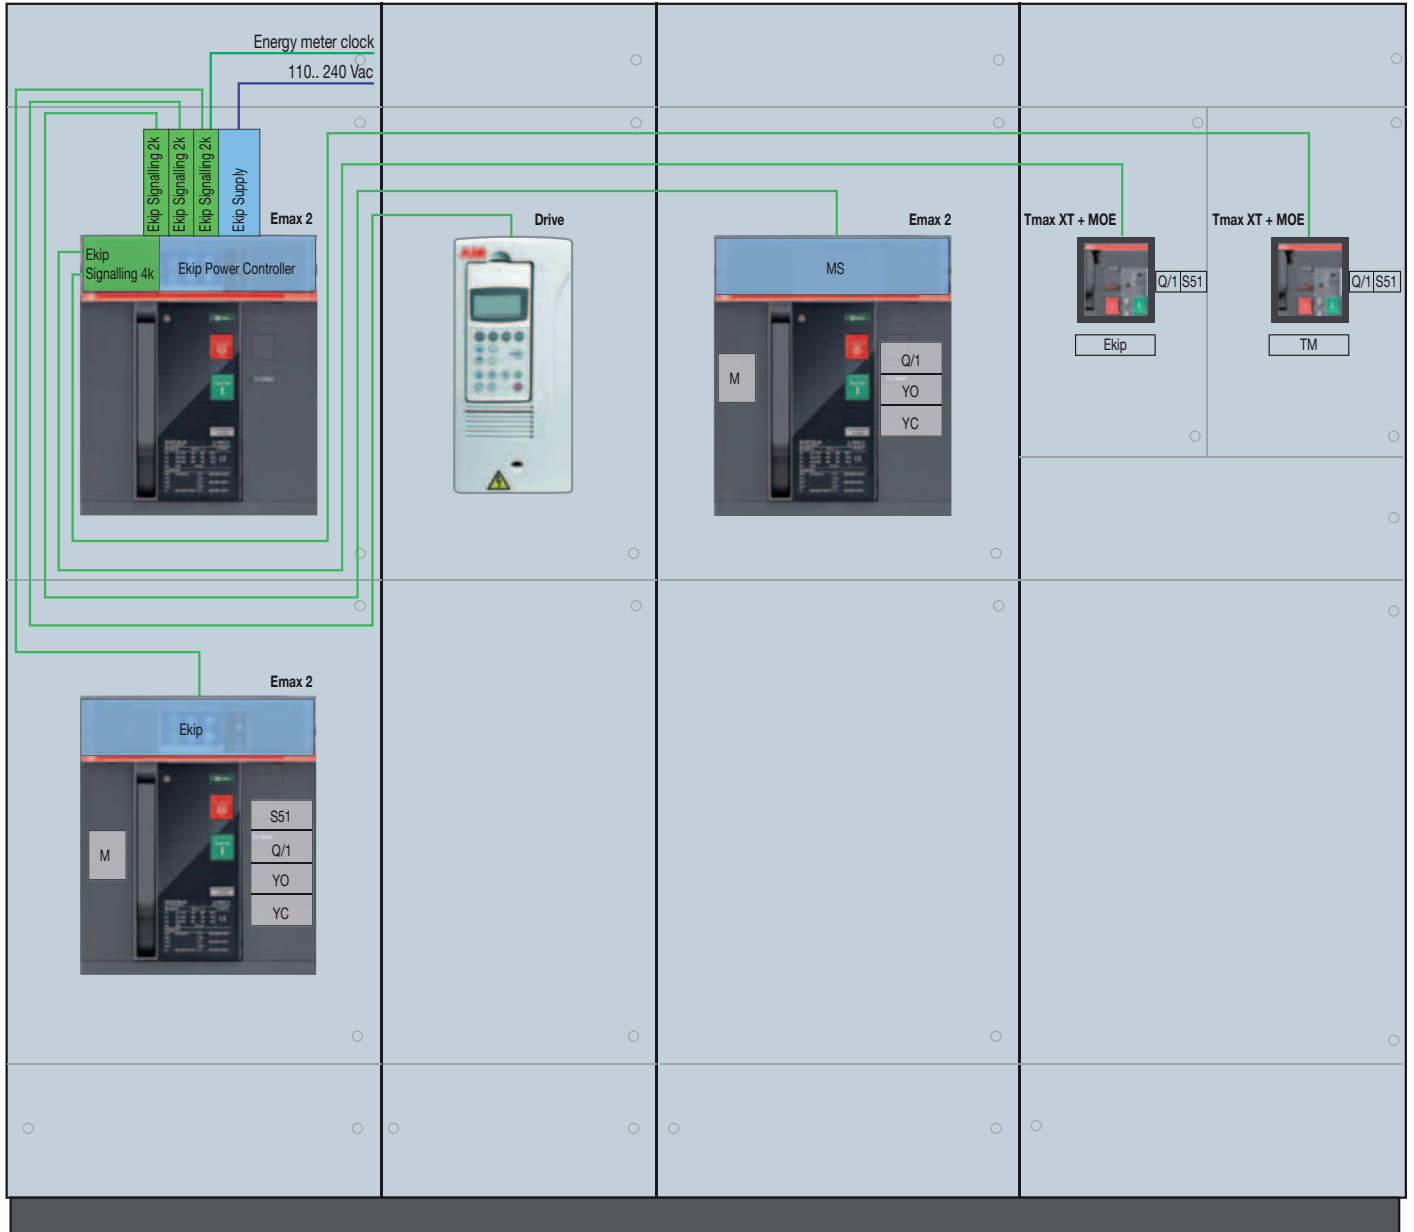 Energy meter clock
110.. 240 Vac
Ekip Signalling 2k
Ekip Signalling 2k
Ekip Signalling 2k
Ekip Supply
Emax 2
Drive
Emax 2
Tmax XT + MOE
Tmax XT + MOE
Ekip
Signalling 4k
Ekip Power Controller
ABB
MS
Q/1 S51
Q/1 S51
Ekip
TM
M
Q/1
YO
YC
Emax 2
Ekip
M
S51
Q/1
YO
YC